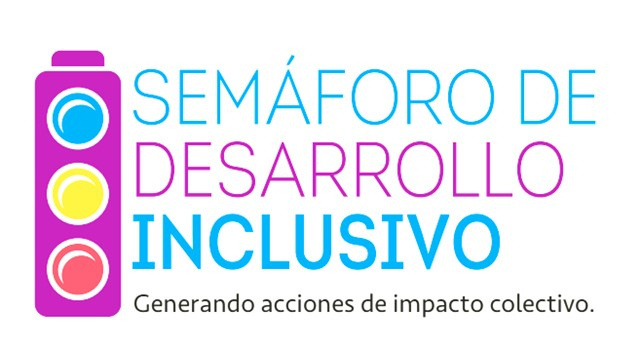 SEMÁFORO DE
DESARROLLO
INCLUSIVO
Generando acciones de impacto colectivo.